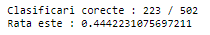 Clasificari corecte : 223 / 502
Rata este : 0.4442231075697211